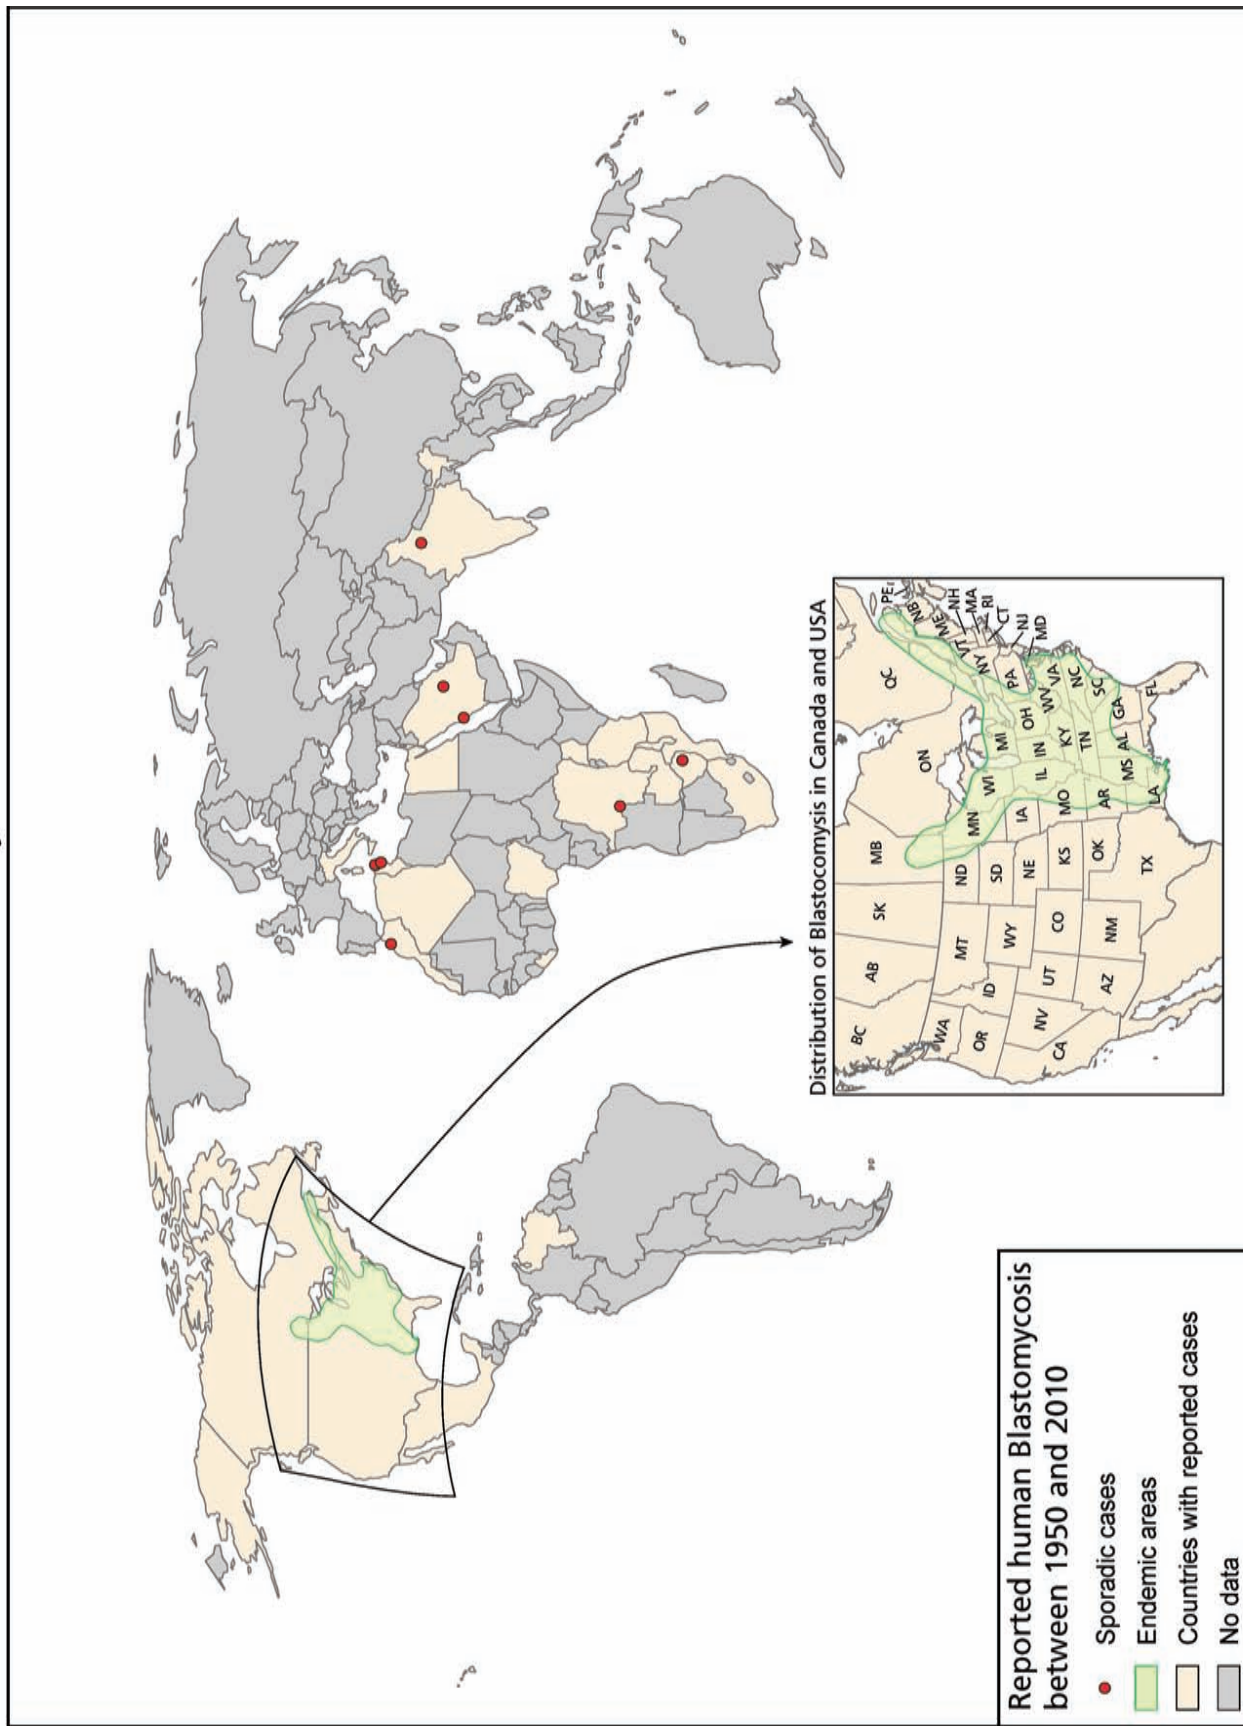 Distribution of Blastocomysis in Canada and USA
BC
AB
SK
MB
ON
QC
PE
NB
ME
NH
VT
MA
RI
CT
NY
NJ
PA
MD
WA
MT
ND
MN
WI
MI
OR
ID
WY
SD
IA
IL
IN
OH
WV
VA
NV
UT
CO
NE
KS
MO
KY
NC
CA
AZ
NM
OK
AR
TN
SC
TX
LA
MS
AL
GA
FL
Reported human Blastomycosis
between 1950 and 2010
Sporadic cases
Endemic areas
Countries with reported cases
No data